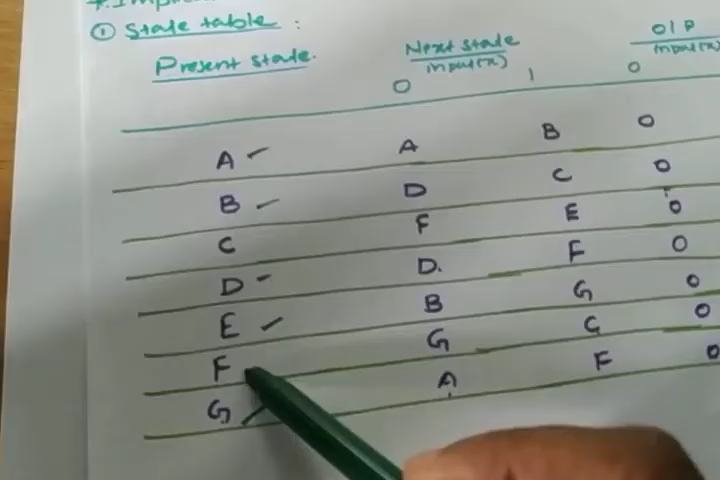 ① State table :
Present state. Next state O/P
input(x) input(x)
0 1 0
A A B 0
B D C 0
C F E 0
D D. F 0
E B G 0
F G G 0
G A F 0